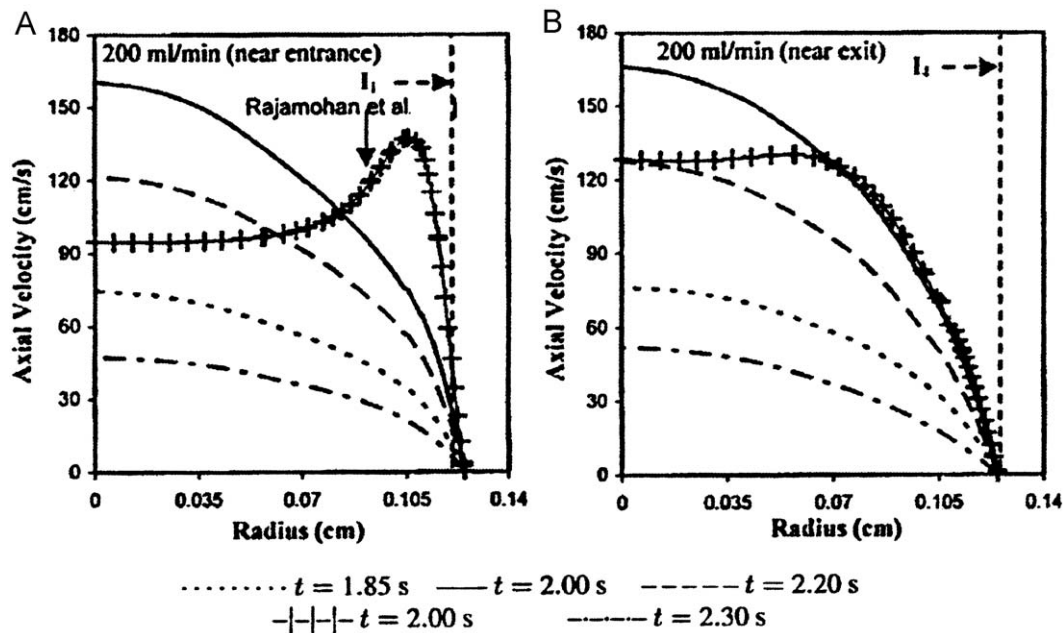 A
B
200 ml/min (near entrance)
I₁
Rajamohan et al.
200 ml/min (near exit)
I₄
Axial Velocity (cm/s)
180
150
120
90
60
30
0
0 0.035 0.07 0.105 0.14
Radius (cm)
Axial Velocity (cm/s)
180
150
120
90
60
30
0
0 0.035 0.07 0.105 0.14
Radius (cm)
t = 1.85 s t = 2.00 s t = 2.20 s
t = 2.00 s t = 2.30 s